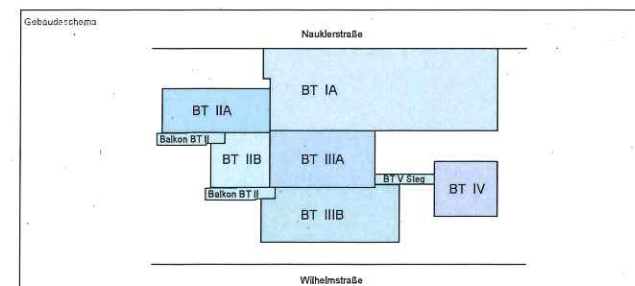 Gebäudeschema
Nauklerstraße
BT IA
BT IIA
Balkon BT II
BT IIB
BT IIIA
BT V Steg
BT IV
Balkon BT II
BT IIIB
Wilhelmstraße